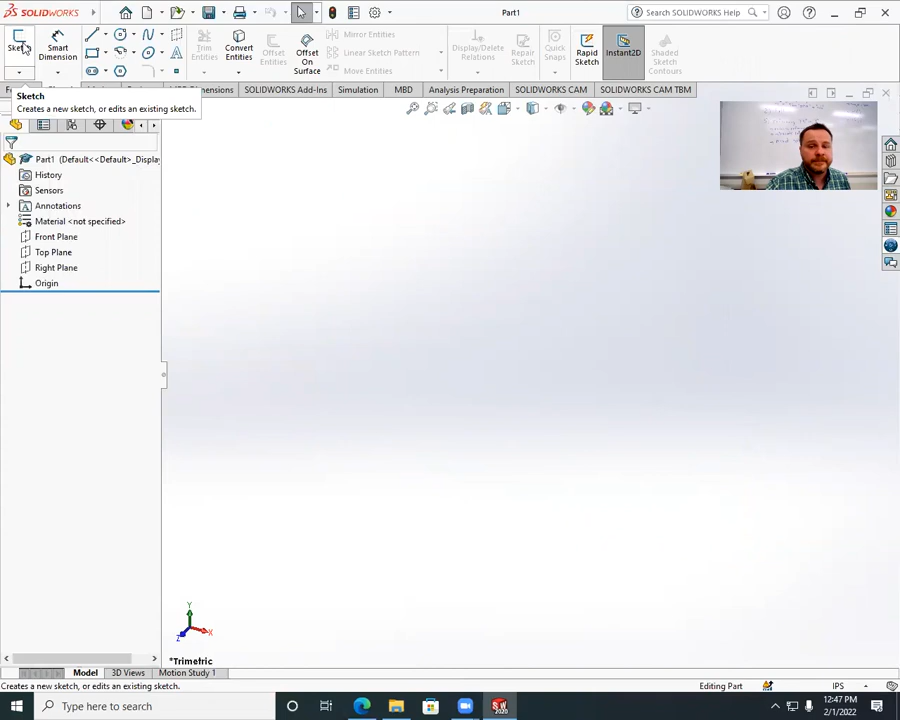 SOLIDWORKS
Part1
Search SOLIDWORKS Help
Sketch
Smart Dimension
Trim Entities
Convert Entities
Offset On Surface
Mirror Entities
Linear Sketch Pattern
Move Entities
Display/Delete Relations
Repair Sketch
Quick Snaps
Rapid Sketch
Instant2D
Shaded Sketch Contours
SOLIDWORKS Add-Ins
Simulation
MBD
Analysis Preparation
SOLIDWORKS CAM
SOLIDWORKS CAM TBM
Sketch
Creates a new sketch, or edits an existing sketch.
Part1 (Default<<Default>_Display
History
Sensors
Annotations
Material <not specified>
Front Plane
Top Plane
Right Plane
Origin
Y
X
Z
*Trimetric
Model
3D Views
Motion Study 1
Creates a new sketch, or edits an existing sketch.
Editing Part
IPS
Type here to search
SW
2020
12:47 PM
2/1/2022